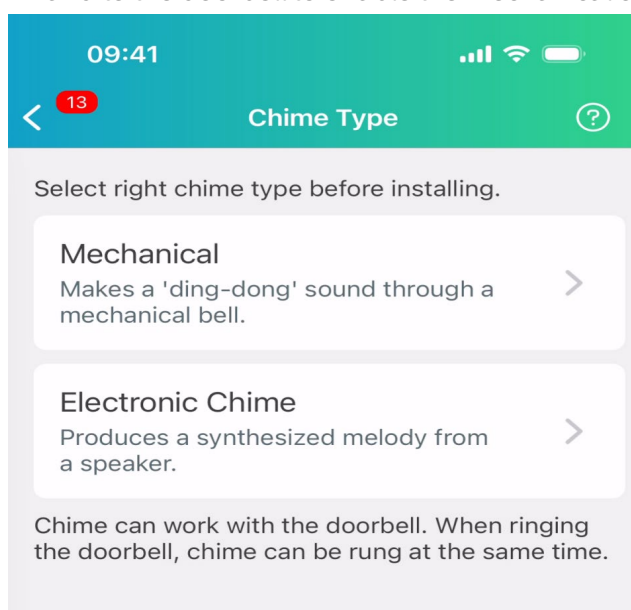 09:41
13
Chime Type
?
Select right chime type before installing.
Mechanical
Makes a 'ding-dong' sound through a
mechanical bell.
Electronic Chime
Produces a synthesized melody from
a speaker.
Chime can work with the doorbell. When ringing
the doorbell, chime can be rung at the same time.